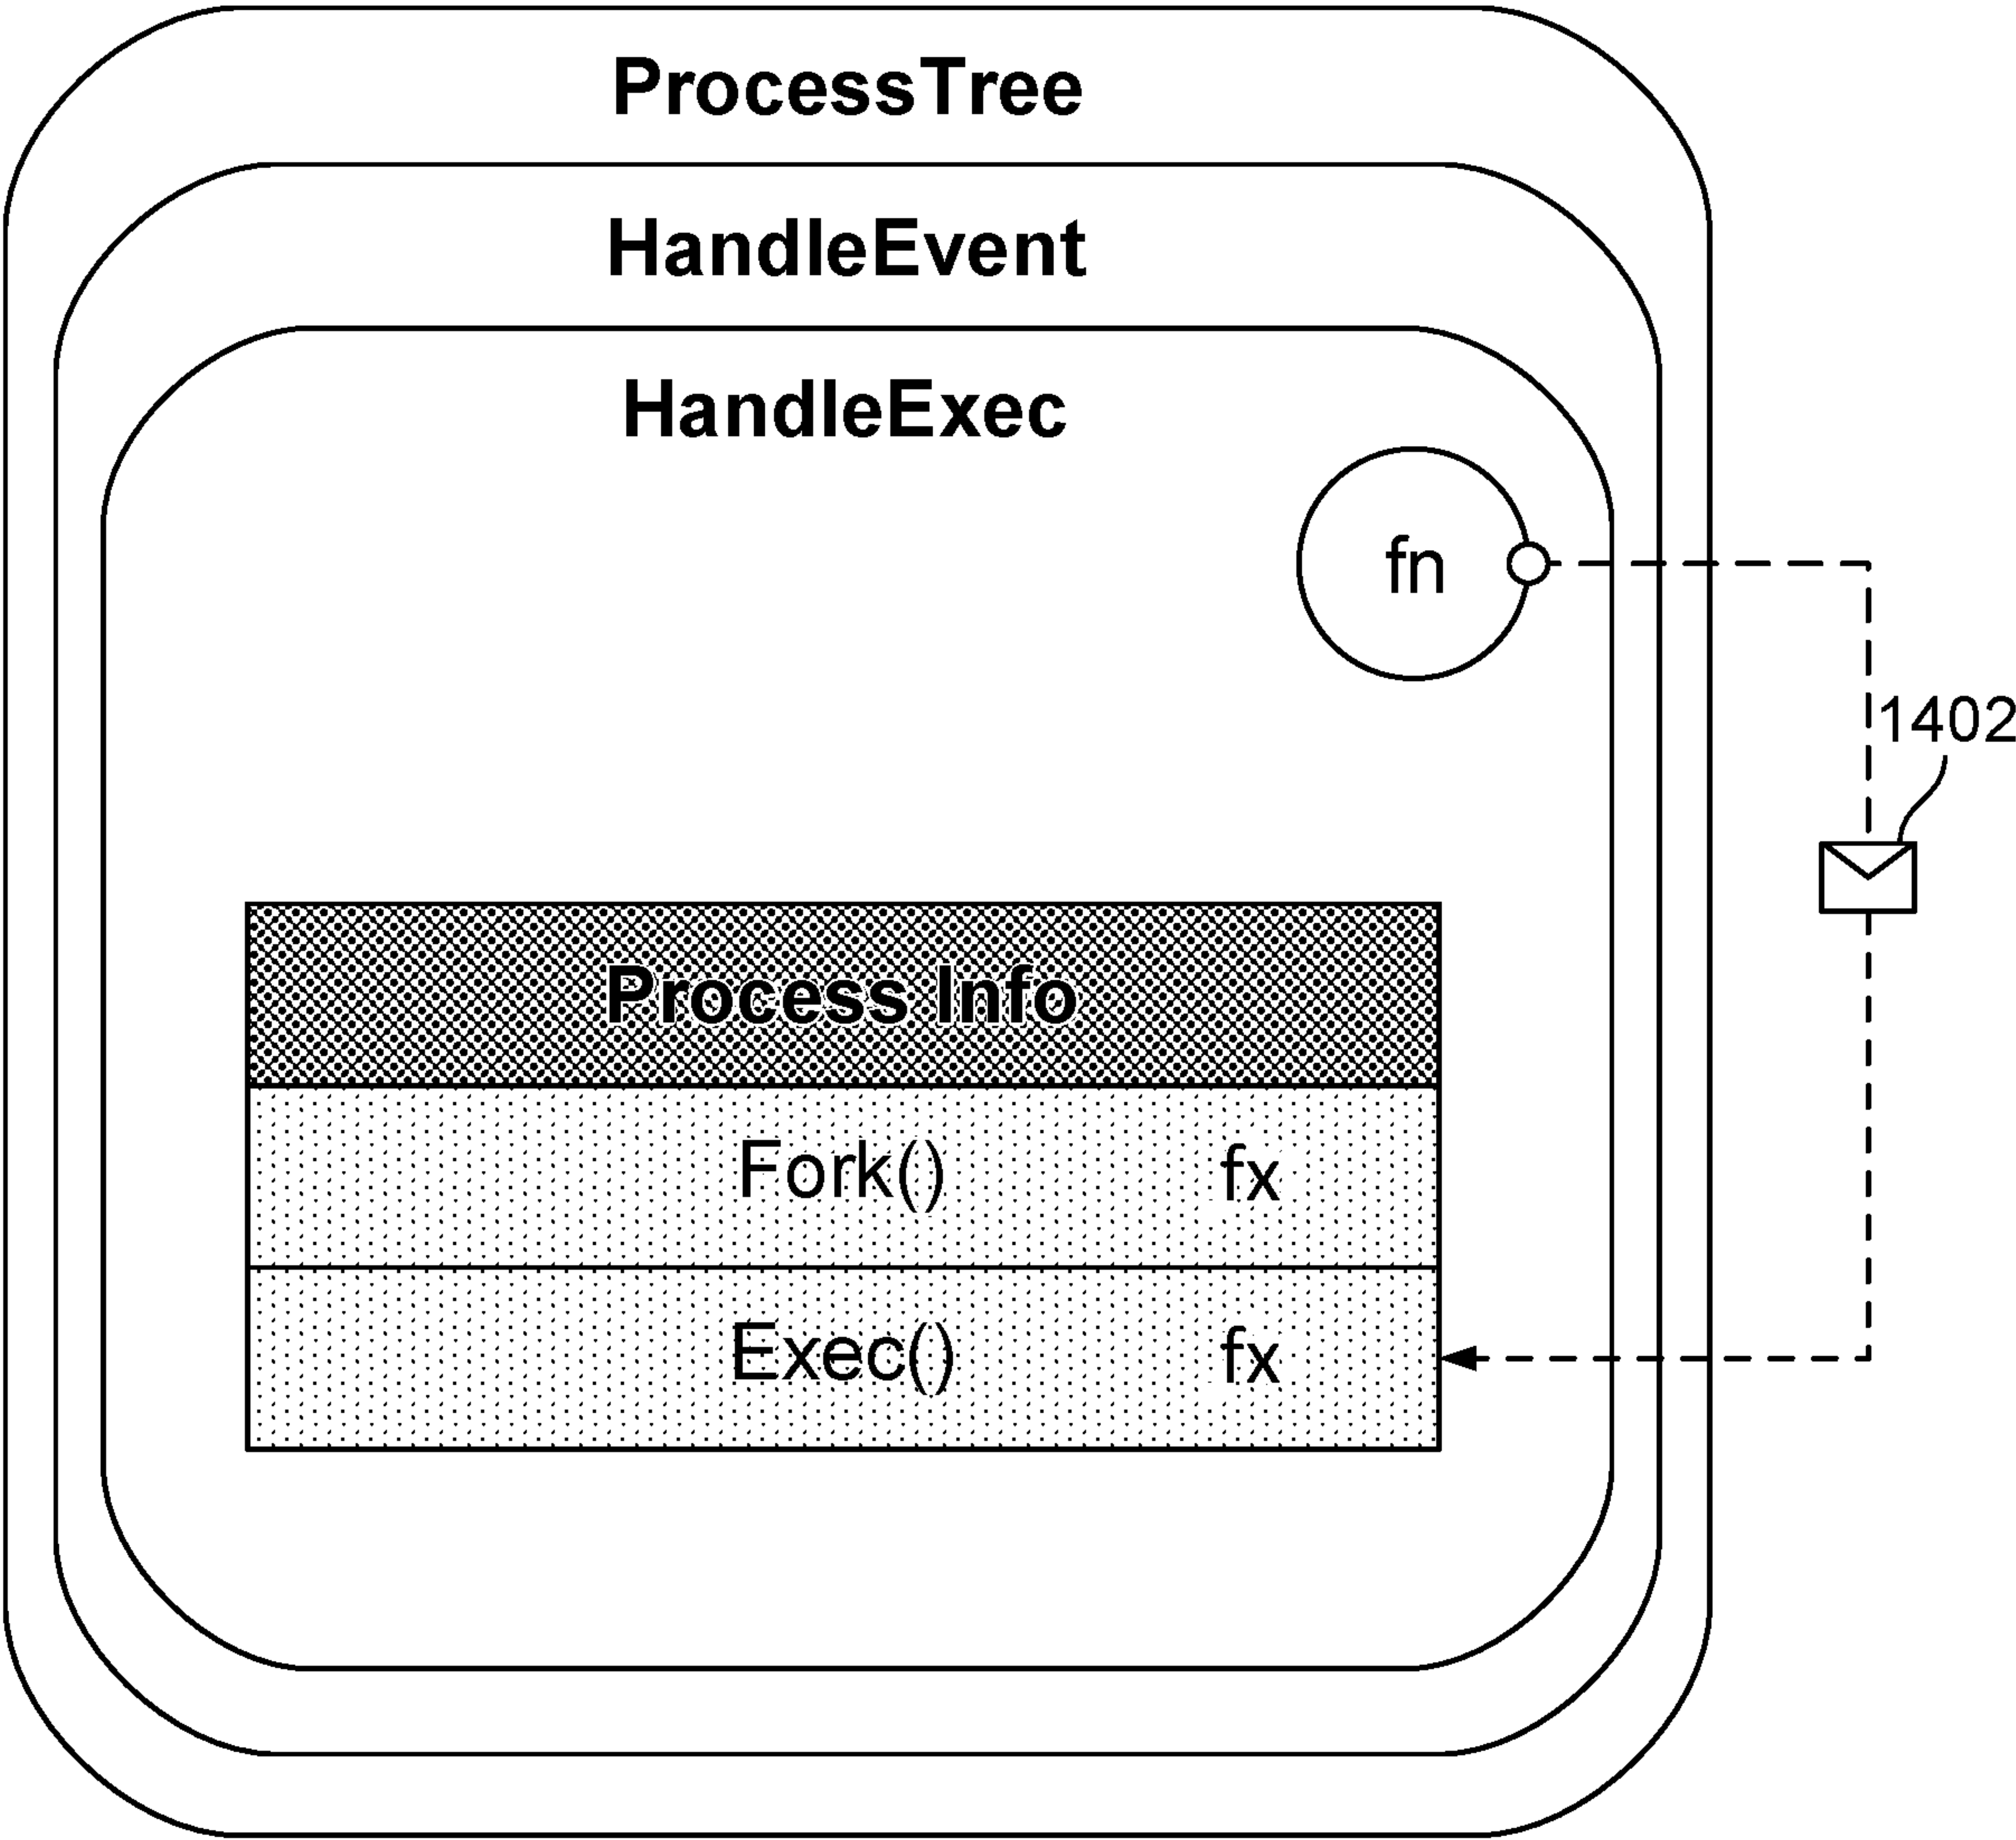 ProcessTree
HandleEvent
HandleExec
fn
1402
Process Info
Fork() fx
Exec() fx